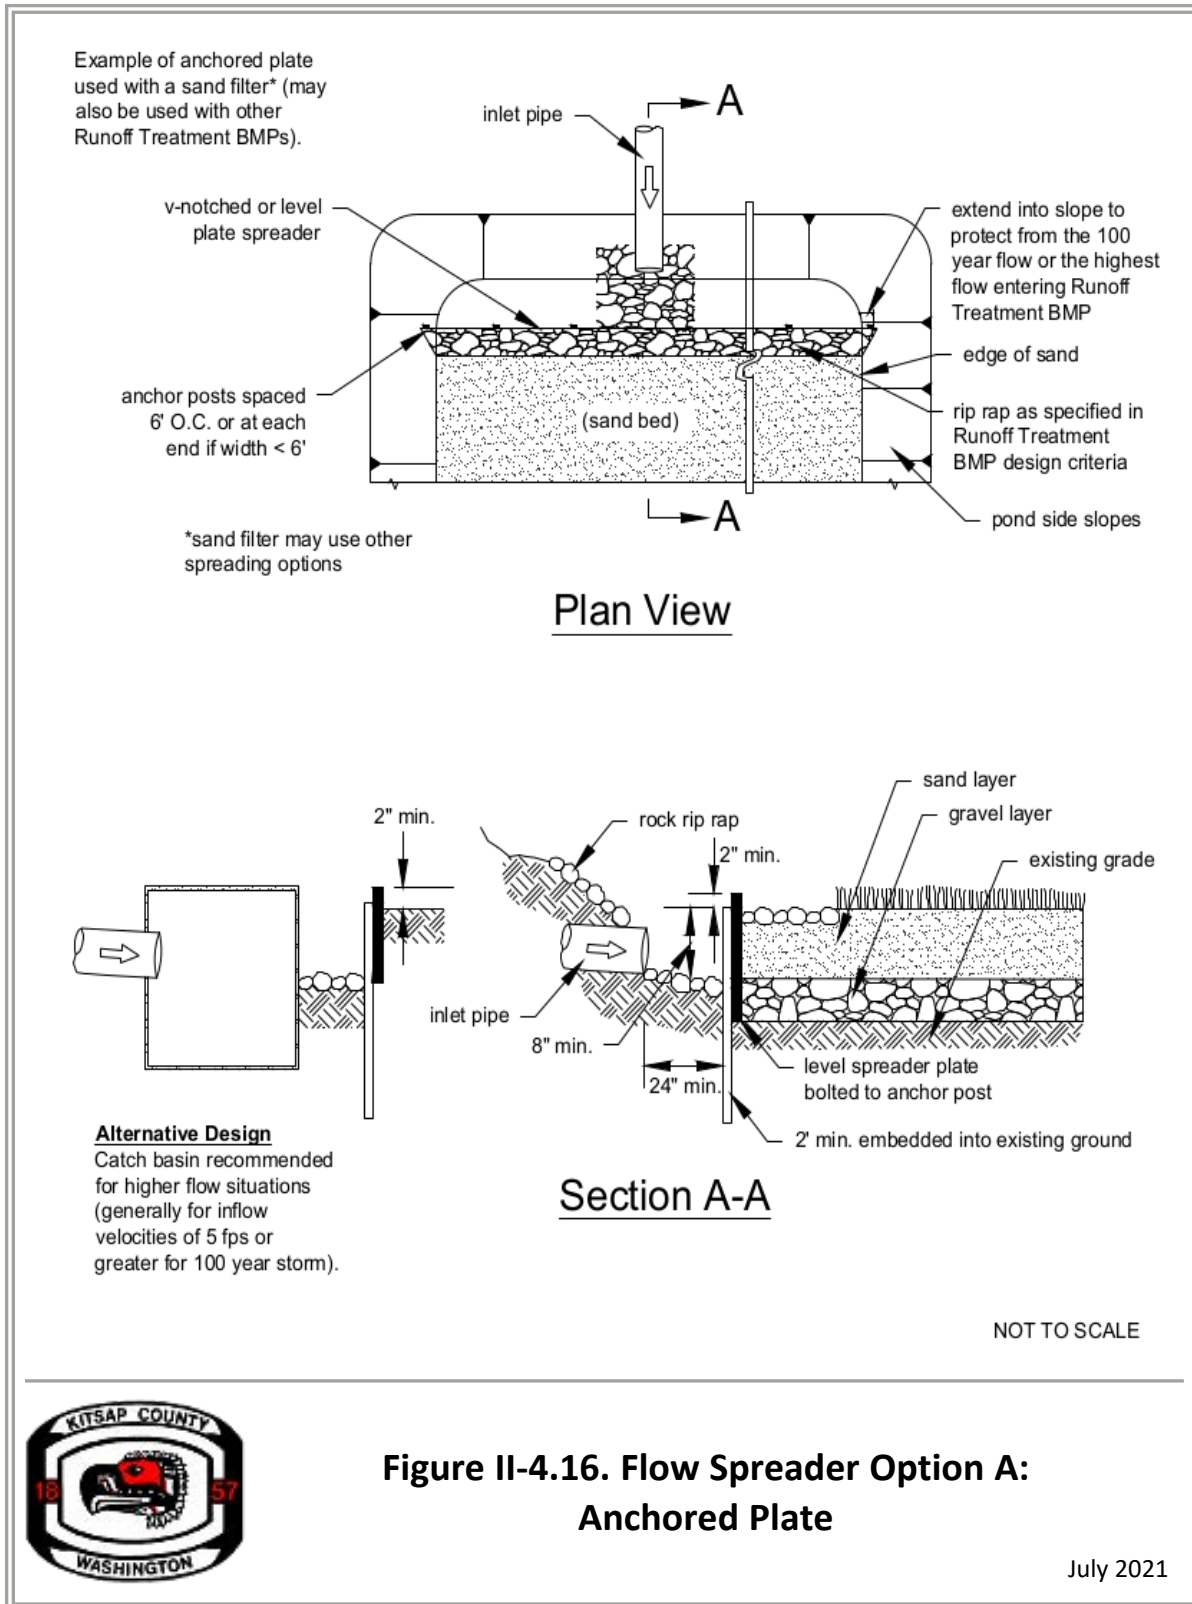 Example of anchored plate
used with a sand filter* (may
also be used with other
Runoff Treatment BMPs).
inlet pipe
A
v-notched or level
plate spreader
extend into slope to
protect from the 100
year flow or the highest
flow entering Runoff
Treatment BMP
edge of sand
anchor posts spaced
6' O.C. or at each
end if width < 6'
(sand bed)
rip rap as specified in
Runoff Treatment
BMP design criteria
A
pond side slopes
*sand filter may use other
spreading options
Plan View
sand layer
gravel layer
2" min.
rock rip rap
2" min.
existing grade
inlet pipe
8" min.
24" min.
level spreader plate
bolted to anchor post
2' min. embedded into existing ground
Alternative Design
Catch basin recommended
for higher flow situations
(generally for inflow
velocities of 5 fps or
greater for 100 year storm).
Section A-A
NOT TO SCALE
KITSAP COUNTY
18 57
WASHINGTON
Figure II-4.16. Flow Spreader Option A:
Anchored Plate
July 2021